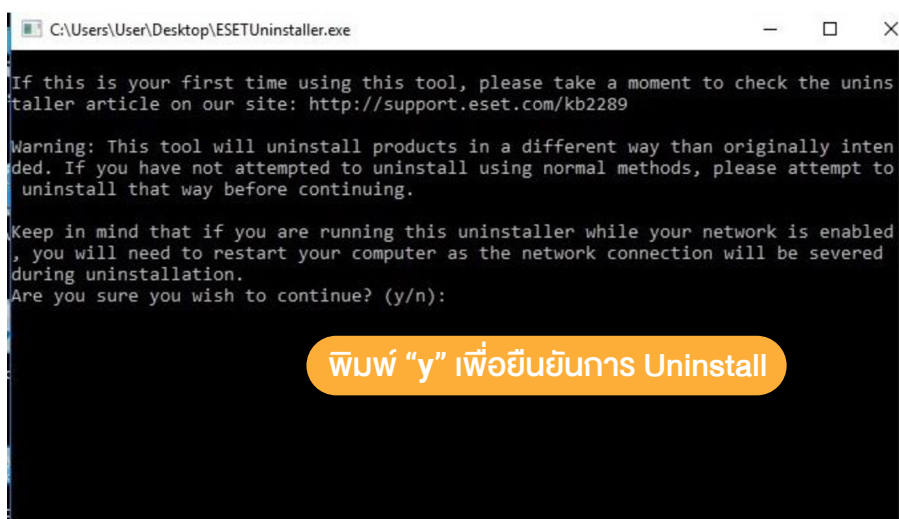 C:\Users\User\Desktop\ESETUninstaller.exe
If this is your first time using this tool, please take a moment to check the unins
taller article on our site: http://support.eset.com/kb2289
Warning: This tool will uninstall products in a different way than originally inten
ded. If you have not attempted to uninstall using normal methods, please attempt to
 uninstall that way before continuing.
Keep in mind that if you are running this uninstaller while your network is enabled
, you will need to restart your computer as the network connection will be severed
during uninstallation.
Are you sure you wish to continue? (y/n):
พิมพ์ “y” เพื่อยืนยันการ Uninstall